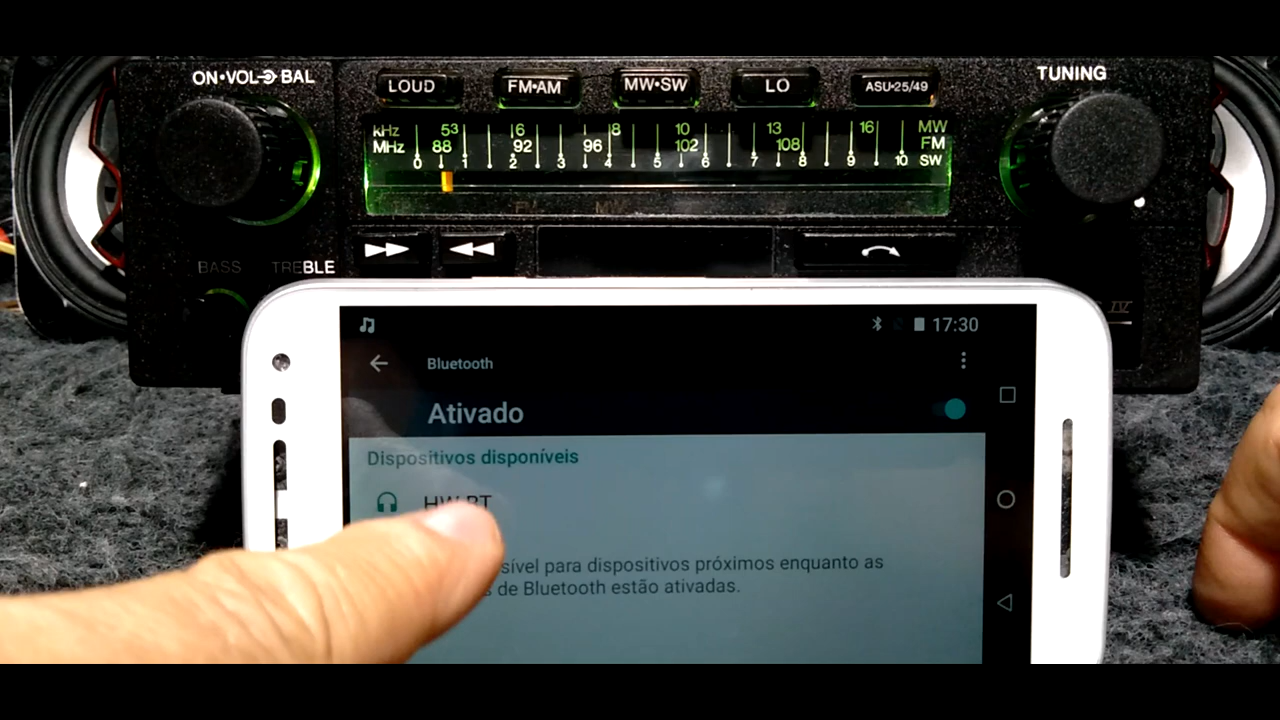 ON•VOL BAL
LOUD
FM•AM
MW•SW
LO
ASU•25/49
TUNING
kHz 53 6 8 10 13 16 MW
MHz 88 92 96 102 108 FM
0 1 2 3 4 5 6 7 8 9 10 SW
BASS TREBLE
IV
17:30
Bluetooth
Ativado
Dispositivos disponíveis
HW-BT
sível para dispositivos próximos enquanto as
de Bluetooth estão ativadas.